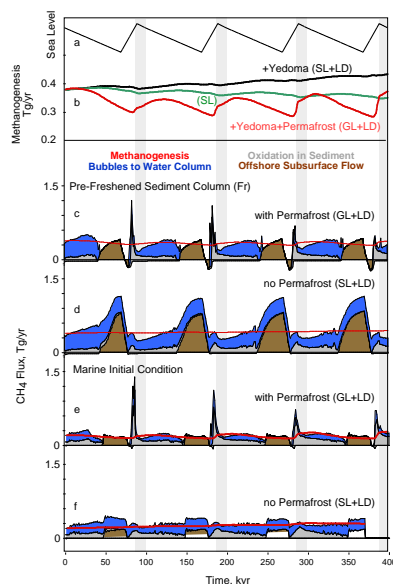 Sea Level
a
+Yedoma (SL+LD)
Methanogenesis
Tg/yr
0.4
0.3
0.2
b
(SL)
+Yedoma+Permafrost (GL+LD)
Methanogenesis Oxidation in Sediment
Bubbles to Water Column Offshore Subsurface Flow
1.5
Pre-Freshened Sediment Column (Fr)
c
with Permafrost (GL+LD)
0
1.5
no Permafrost (SL+LD)
d
CH4 Flux, Tg/yr
0
1.5
Marine Initial Condition
with Permafrost (GL+LD)
e
0
1.5
f
no Permafrost (SL+LD)
0
0 50 100 150 200 250 300 350 400
Time, kyr